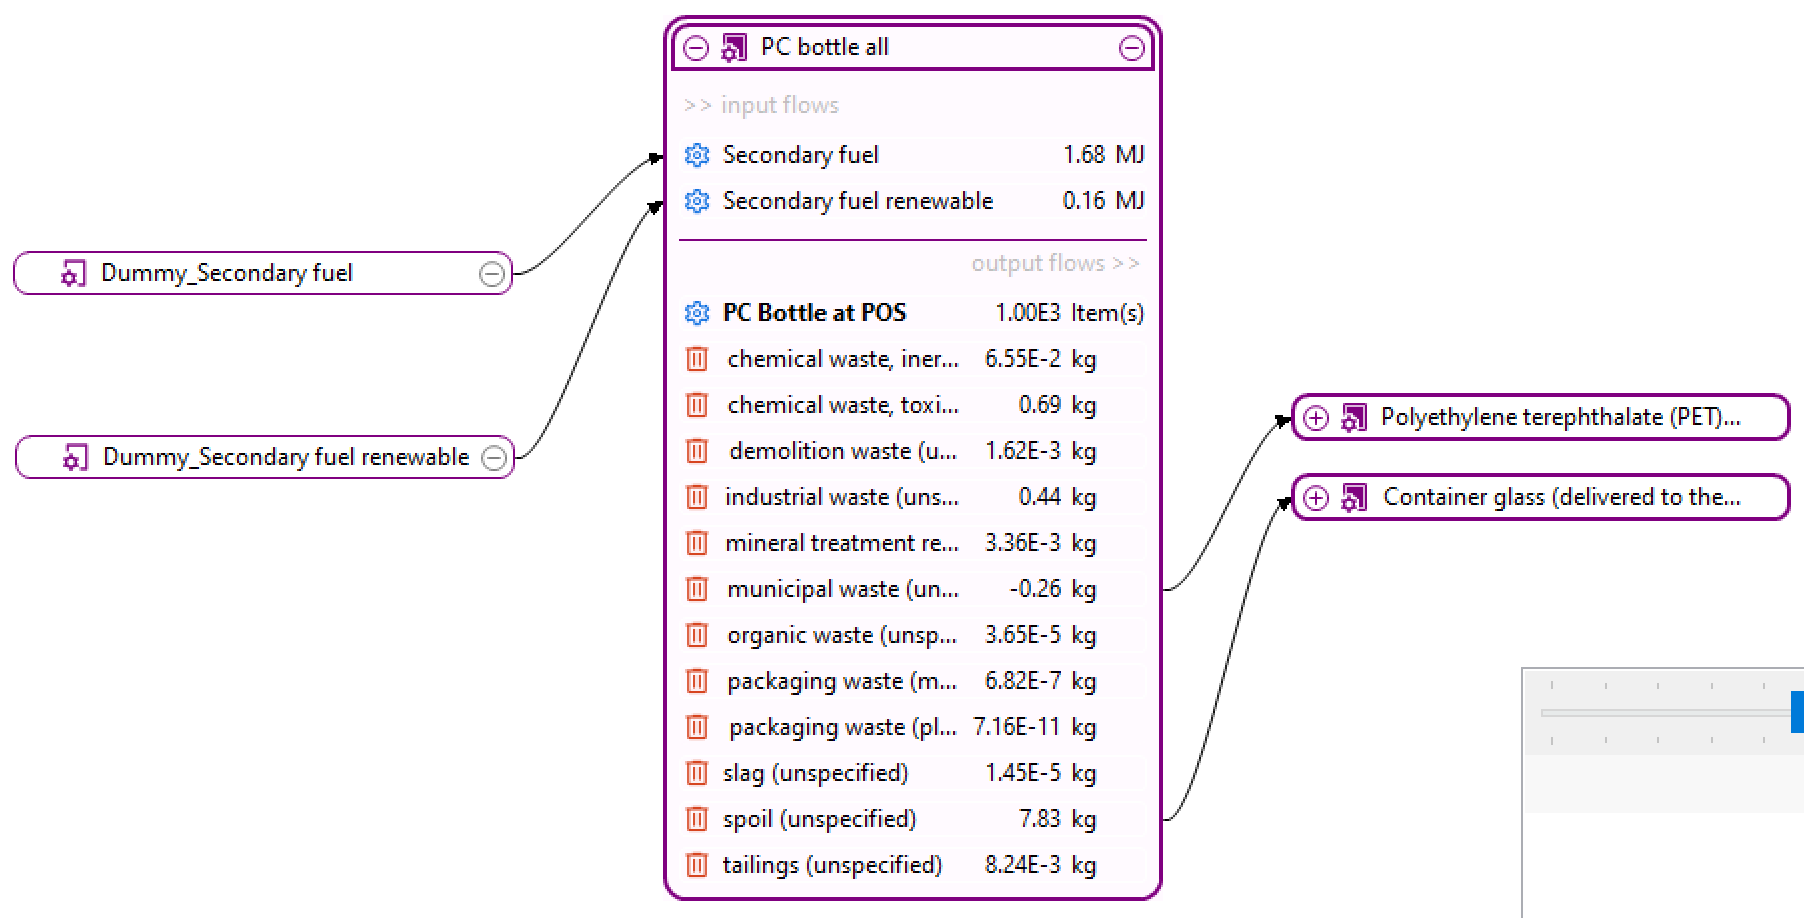 PC bottle all
>> input flows
Secondary fuel 1.68 MJ
Secondary fuel renewable 0.16 MJ
Dummy_Secondary fuel
Dummy_Secondary fuel renewable
output flows >>
PC Bottle at POS 1.00E3 Item(s)
chemical waste, iner... 6.55E-2 kg
chemical waste, toxi... 0.69 kg
demolition waste (u... 1.62E-3 kg
industrial waste (uns... 0.44 kg
mineral treatment re... 3.36E-3 kg
municipal waste (un... -0.26 kg
organic waste (unsp... 3.65E-5 kg
packaging waste (m... 6.82E-7 kg
packaging waste (pl... 7.16E-11 kg
slag (unspecified) 1.45E-5 kg
spoil (unspecified) 7.83 kg
tailings (unspecified) 8.24E-3 kg
Polyethylene terephthalate (PET)...
Container glass (delivered to the...